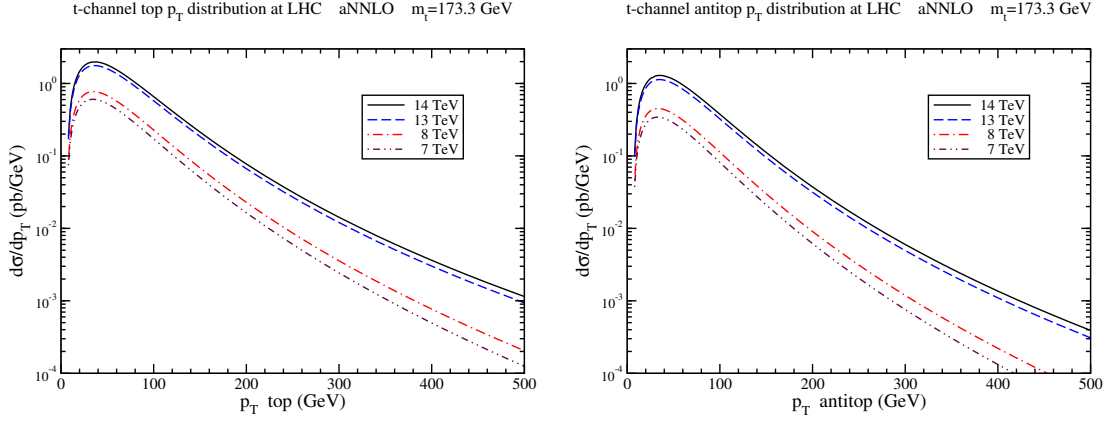 t-channel top p_T distribution at LHC aNNLO m_t=173.3 GeV
10^0
10^-1
10^-2
10^-3
10^-4
dσ/dp_T (pb/GeV)
14 TeV
13 TeV
8 TeV
7 TeV
0 100 200 300 400 500
p_T top (GeV)
t-channel antitop p_T distribution at LHC aNNLO m_t=173.3 GeV
10^0
10^-1
10^-2
10^-3
10^-4
dσ/dp_T (pb/GeV)
14 TeV
13 TeV
8 TeV
7 TeV
0 100 200 300 400 500
p_T antitop (GeV)